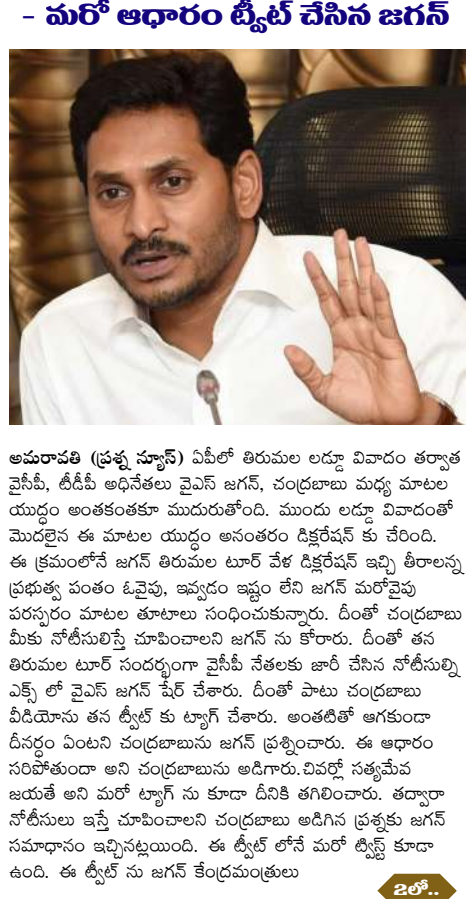 - మరో ఆధారం ట్వీట్ చేసిన జగన్
అమరావతి (ప్రశ్న న్యూస్) ఏపీలో తిరుమల లడ్డూ వివాదం తర్వాత
వైసీపీ, టీడీపీ అధినేతలు వైఎస్ జగన్, చంద్రబాబు మధ్య మాటల
యుద్ధం అంతకంతకూ ముదురుతోంది. ముందు లడ్డూ వివాదంతో
మొదలైన ఈ మాటల యుద్ధం అనంతరం డిక్లరేషన్ కు చేరింది.
ఈ క్రమంలోనే జగన్ తిరుమల టూర్ వేళ డిక్లరేషన్ ఇచ్చి తీరాలన్న
ప్రభుత్వ పంతం ఓవైపు, ఇవ్వడం ఇష్టం లేని జగన్ మరోవైపు
పరస్పరం మాటల తూటాలు సంధించుకున్నారు. దీంతో చంద్రబాబు
మీకు నోటీసులిస్తే చూపించాలని జగన్ ను కోరారు. దీంతో తన
తిరుమల టూర్ సందర్భంగా వైసీపీ నేతలకు జారీ చేసిన నోటీసుల్ని
ఎక్స్ లో వైఎస్ జగన్ షేర్ చేశారు. దీంతో పాటు చంద్రబాబు
వీడియోను తన ట్వీట్ కు ట్యాగ్ చేశారు. అంతటితో ఆగకుండా
దీనర్ధం ఏంటని చంద్రబాబును జగన్ ప్రశ్నించారు. ఈ ఆధారం
సరిపోతుందా అని చంద్రబాబును అడిగారు.చివర్లో సత్యమేవ
జయతే అని మరో ట్యాగ్ ను కూడా దీనికి తగిలించారు. తద్వారా
నోటీసులు ఇస్తే చూపించాలని చంద్రబాబు అడిగిన ప్రశ్నకు జగన్
సమాధానం ఇచ్చినట్లయింది. ఈ ట్వీట్ లోనే మరో ట్విస్ట్ కూడా
ఉంది. ఈ ట్వీట్ ను జగన్ కేంద్రమంత్రులు
2లో..